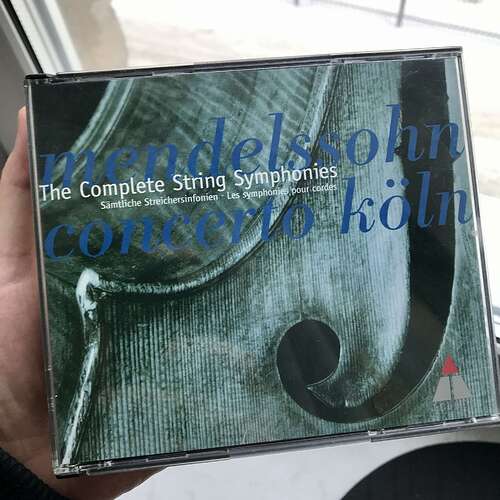 mendelssohn
The Complete String Symphonies
Sämtliche Streichersinfonien · Les symphonies pour cordes
concerto köln